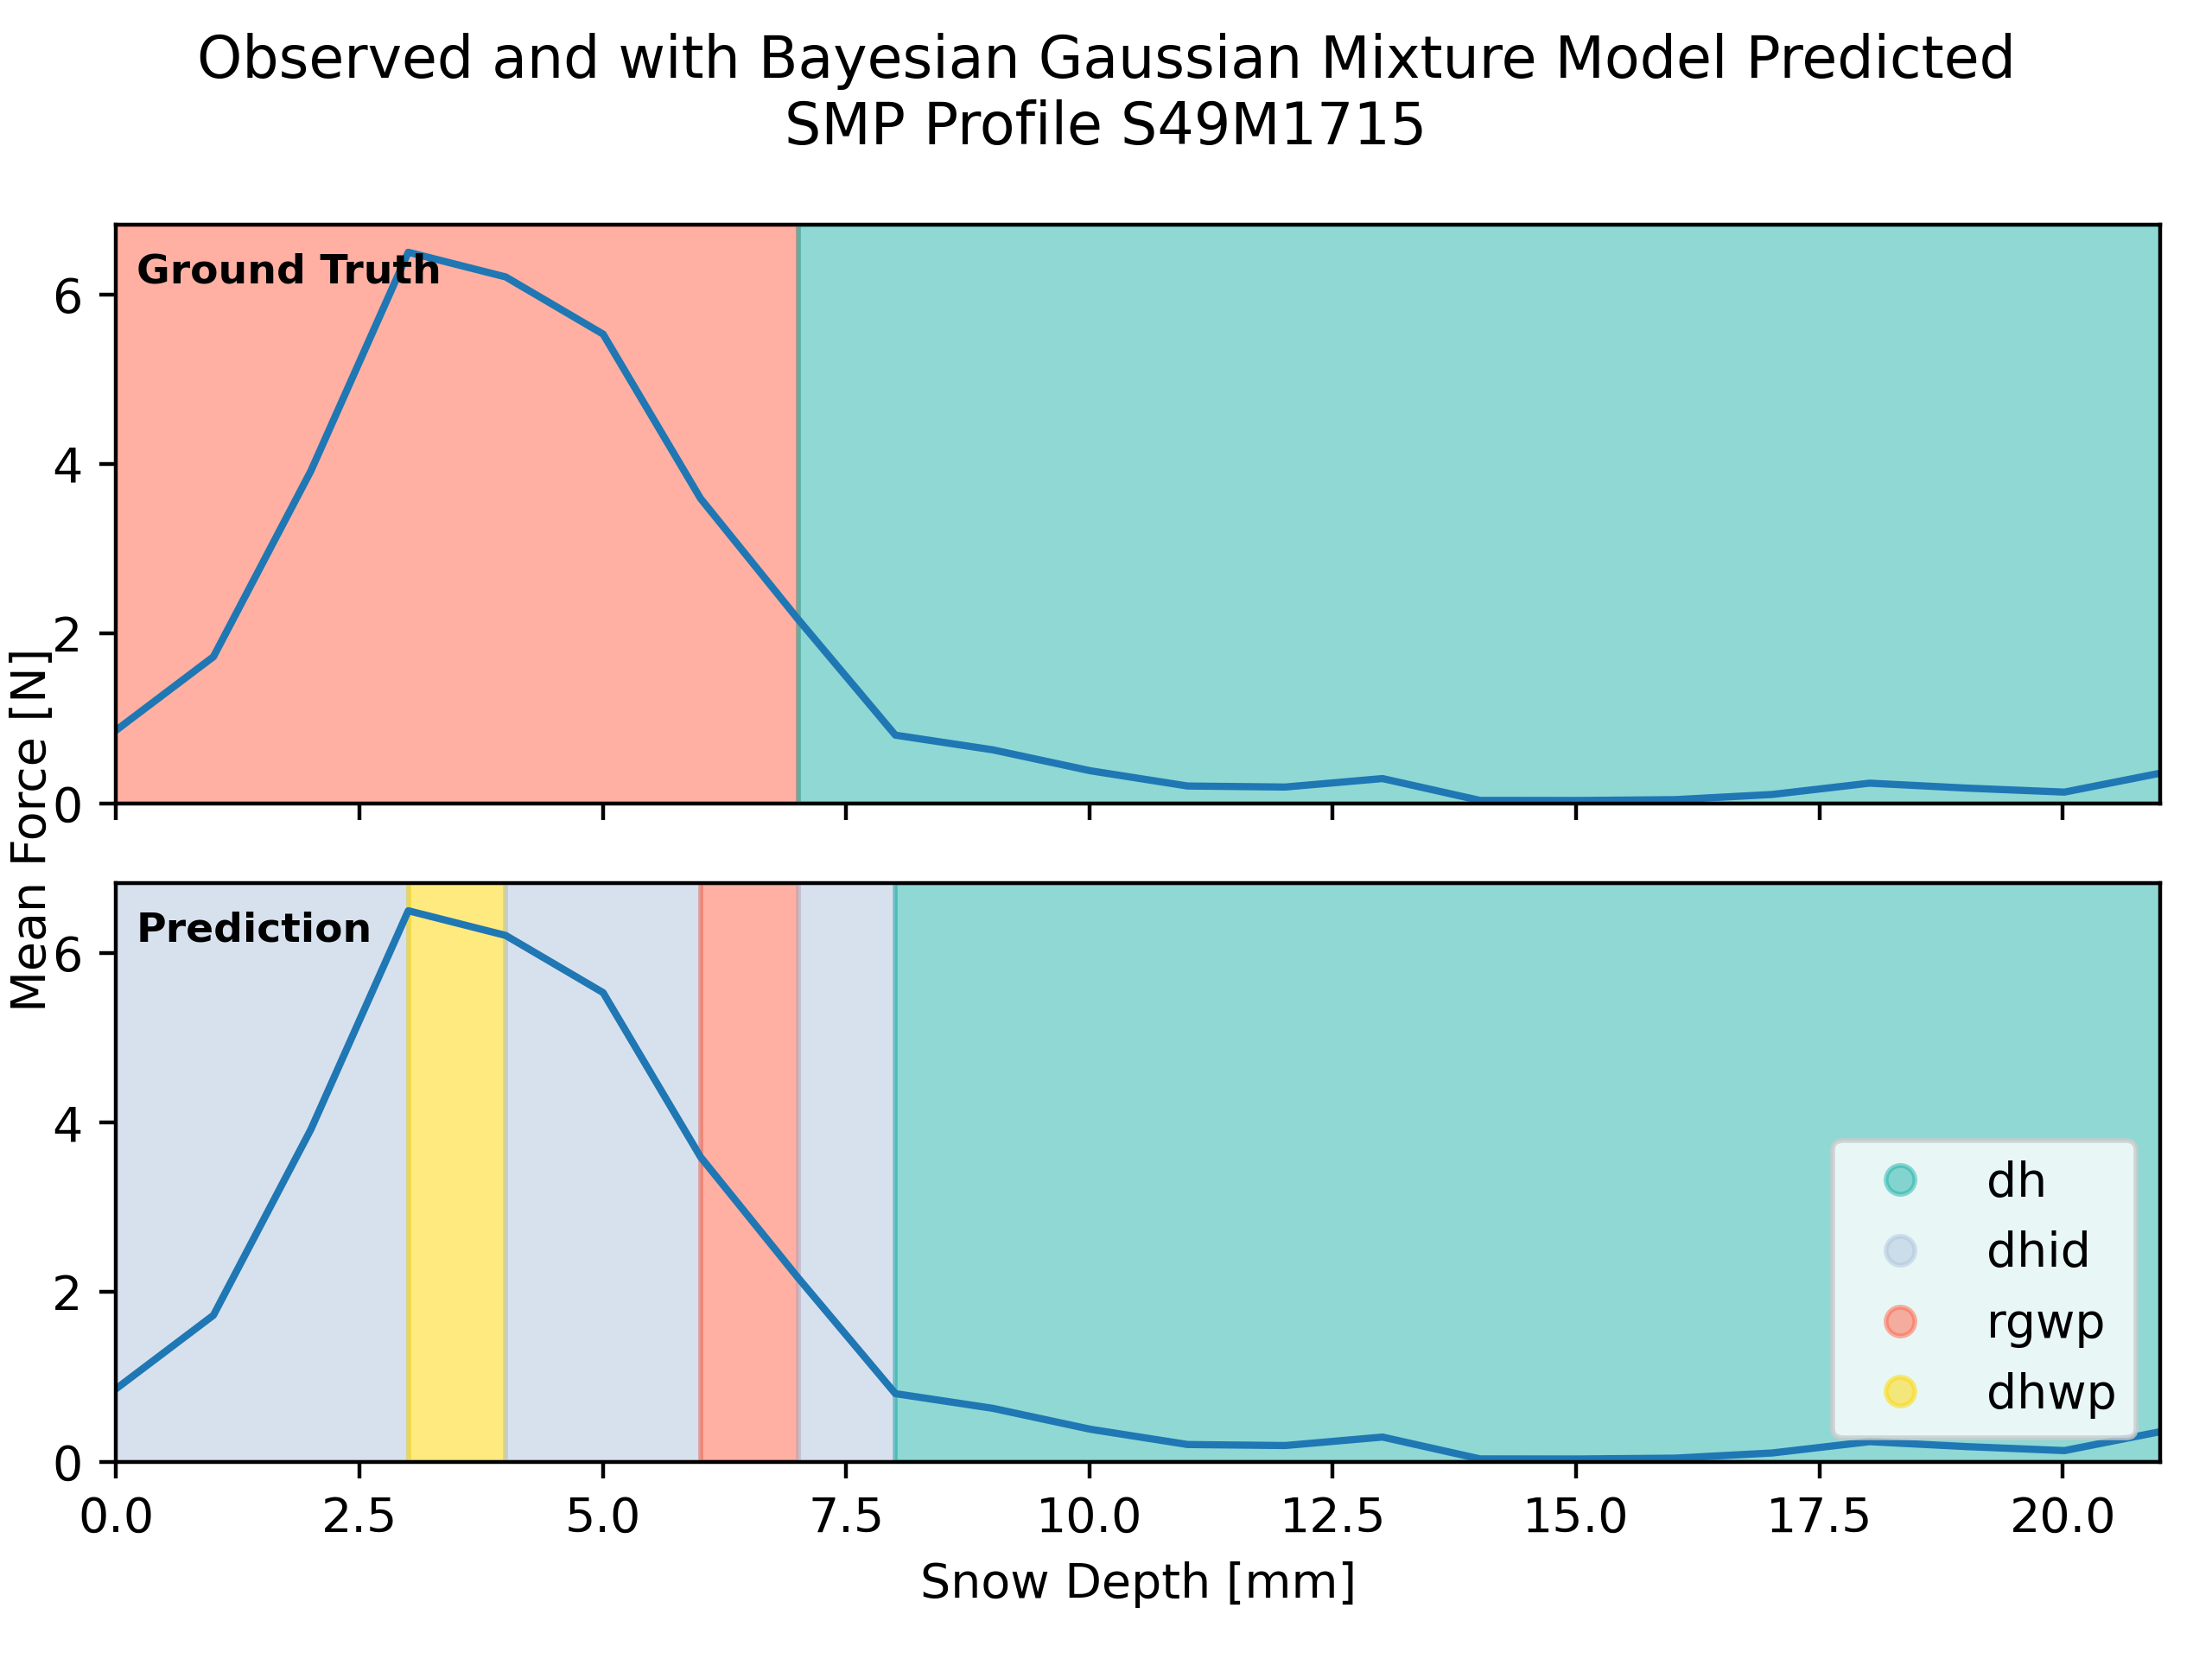 Observed and with Bayesian Gaussian Mixture Model Predicted
SMP Profile S49M1715
Ground Truth
6
4
2
0
Mean Force [N]
Prediction
6
4
2
0
dh
dhid
rgwp
dhwp
0.0 2.5 5.0 7.5 10.0 12.5 15.0 17.5 20.0
Snow Depth [mm]